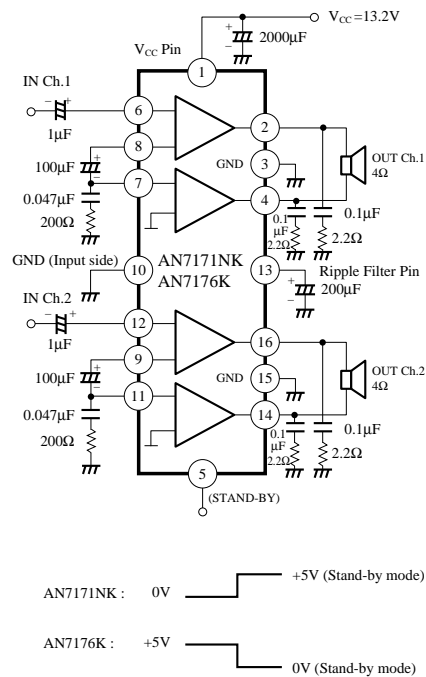 V_CC =13.2V
2000µF
+
−
V_CC Pin
1
IN Ch.1
− +
1µF
6
8
100µF
+
−
7
0.047µF
200Ω
2
GND
3
4
OUT Ch.1
4Ω
0.1
µF
2.2Ω
0.1µF
2.2Ω
GND (Input side)
10
AN7171NK
AN7176K
13
Ripple Filter Pin
+
−
200µF
IN Ch.2
− +
1µF
12
9
100µF
+
−
11
0.047µF
200Ω
16
GND
15
14
OUT Ch.2
4Ω
0.1
µF
2.2Ω
0.1µF
2.2Ω
5
(STAND-BY)
AN7171NK : 0V
+5V (Stand-by mode)
AN7176K : +5V
0V (Stand-by mode)